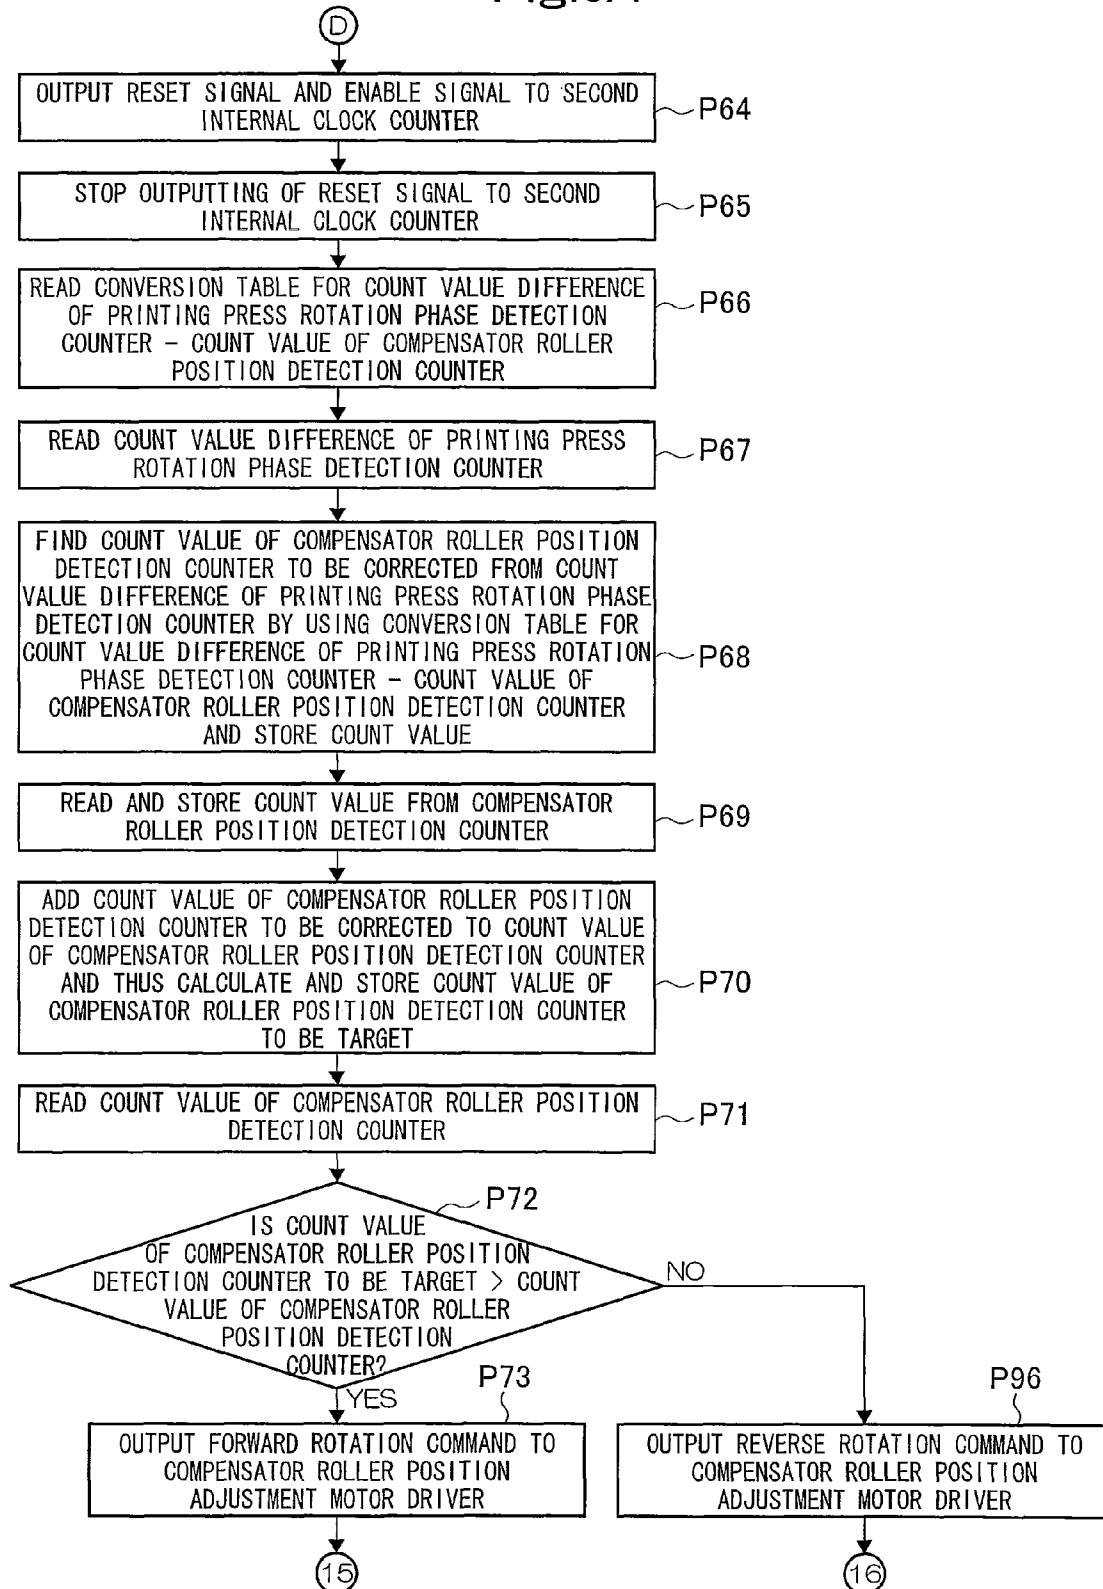 D
OUTPUT RESET SIGNAL AND ENABLE SIGNAL TO SECOND
INTERNAL CLOCK COUNTER
P64
STOP OUTPUTTING OF RESET SIGNAL TO SECOND
INTERNAL CLOCK COUNTER
P65
READ CONVERSION TABLE FOR COUNT VALUE DIFFERENCE
OF PRINTING PRESS ROTATION PHASE DETECTION
COUNTER – COUNT VALUE OF COMPENSATOR ROLLER
POSITION DETECTION COUNTER
P66
READ COUNT VALUE DIFFERENCE OF PRINTING PRESS
ROTATION PHASE DETECTION COUNTER
P67
FIND COUNT VALUE OF COMPENSATOR ROLLER POSITION
DETECTION COUNTER TO BE CORRECTED FROM COUNT
VALUE DIFFERENCE OF PRINTING PRESS ROTATION PHASE
DETECTION COUNTER BY USING CONVERSION TABLE FOR
COUNT VALUE DIFFERENCE OF PRINTING PRESS ROTATION
PHASE DETECTION COUNTER – COUNT VALUE OF
COMPENSATOR ROLLER POSITION DETECTION COUNTER
AND STORE COUNT VALUE
P68
READ AND STORE COUNT VALUE FROM COMPENSATOR
ROLLER POSITION DETECTION COUNTER
P69
ADD COUNT VALUE OF COMPENSATOR ROLLER POSITION
DETECTION COUNTER TO BE CORRECTED TO COUNT VALUE
OF COMPENSATOR ROLLER POSITION DETECTION COUNTER
AND THUS CALCULATE AND STORE COUNT VALUE OF
COMPENSATOR ROLLER POSITION DETECTION COUNTER
TO BE TARGET
P70
READ COUNT VALUE OF COMPENSATOR ROLLER POSITION
DETECTION COUNTER
P71
P72
IS COUNT VALUE
OF COMPENSATOR ROLLER POSITION
DETECTION COUNTER TO BE TARGET > COUNT
VALUE OF COMPENSATOR ROLLER
POSITION DETECTION
COUNTER?
NO
YES
P73
OUTPUT FORWARD ROTATION COMMAND TO
COMPENSATOR ROLLER POSITION
ADJUSTMENT MOTOR DRIVER
15
P96
OUTPUT REVERSE ROTATION COMMAND TO
COMPENSATOR ROLLER POSITION
ADJUSTMENT MOTOR DRIVER
16